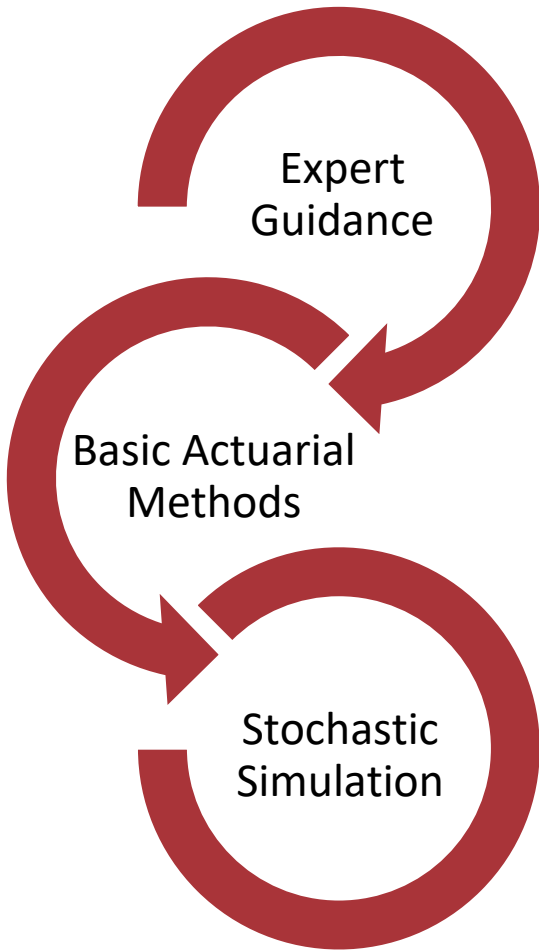 Expert
Guidance
Basic Actuarial
Methods
Stochastic
Simulation